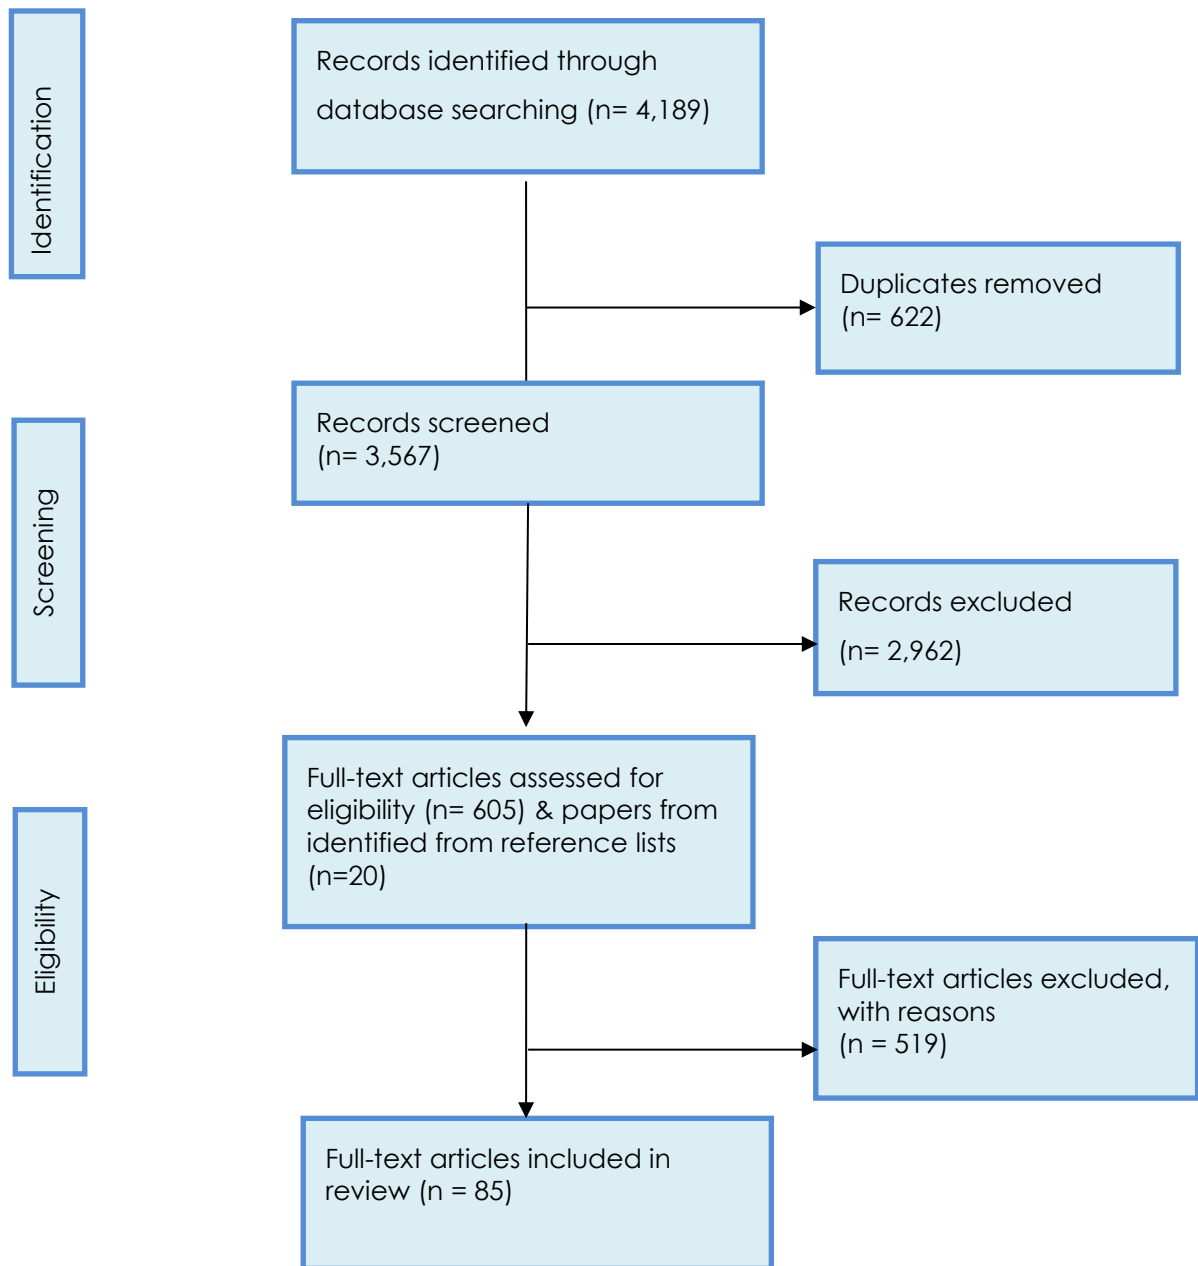 Identification
Records identified through
database searching (n= 4,189)
Duplicates removed
(n= 622)
Screening
Records screened
(n= 3,567)
Records excluded
(n= 2,962)
Eligibility
Full-text articles assessed for
eligibility (n= 605) & papers from
identified from reference lists
(n=20)
Full-text articles excluded,
with reasons
(n = 519)
Full-text articles included in
review (n = 85)